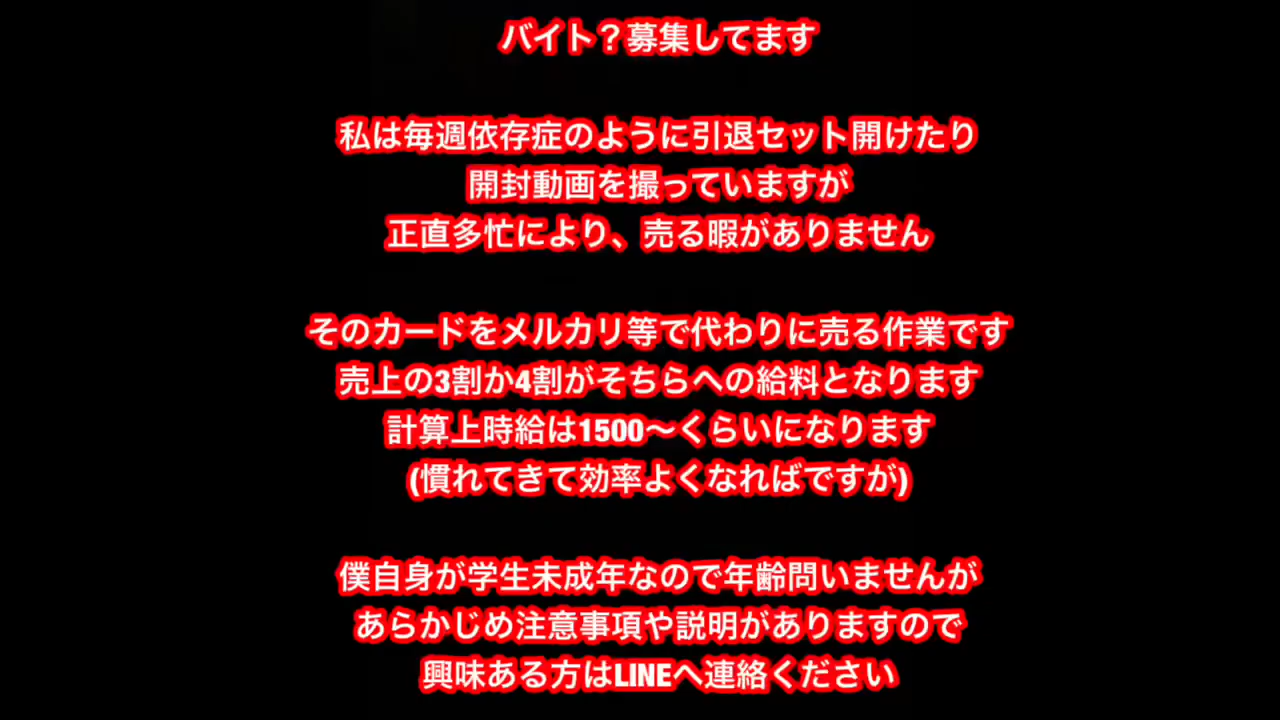 バイト？募集してます
私は毎週依存症のように引退セット開けたり
開封動画を撮っていますが
正直多忙により、売る暇がありません
そのカードをメルカリ等で代わりに売る作業です
売上の3割か4割がそちらへの給料となります
計算上時給は1500〜くらいになります
(慣れてきて効率よくなればですが)
僕自身が学生未成年なので年齢問いませんが
あらかじめ注意事項や説明がありますので
興味ある方はLINEへ連絡ください